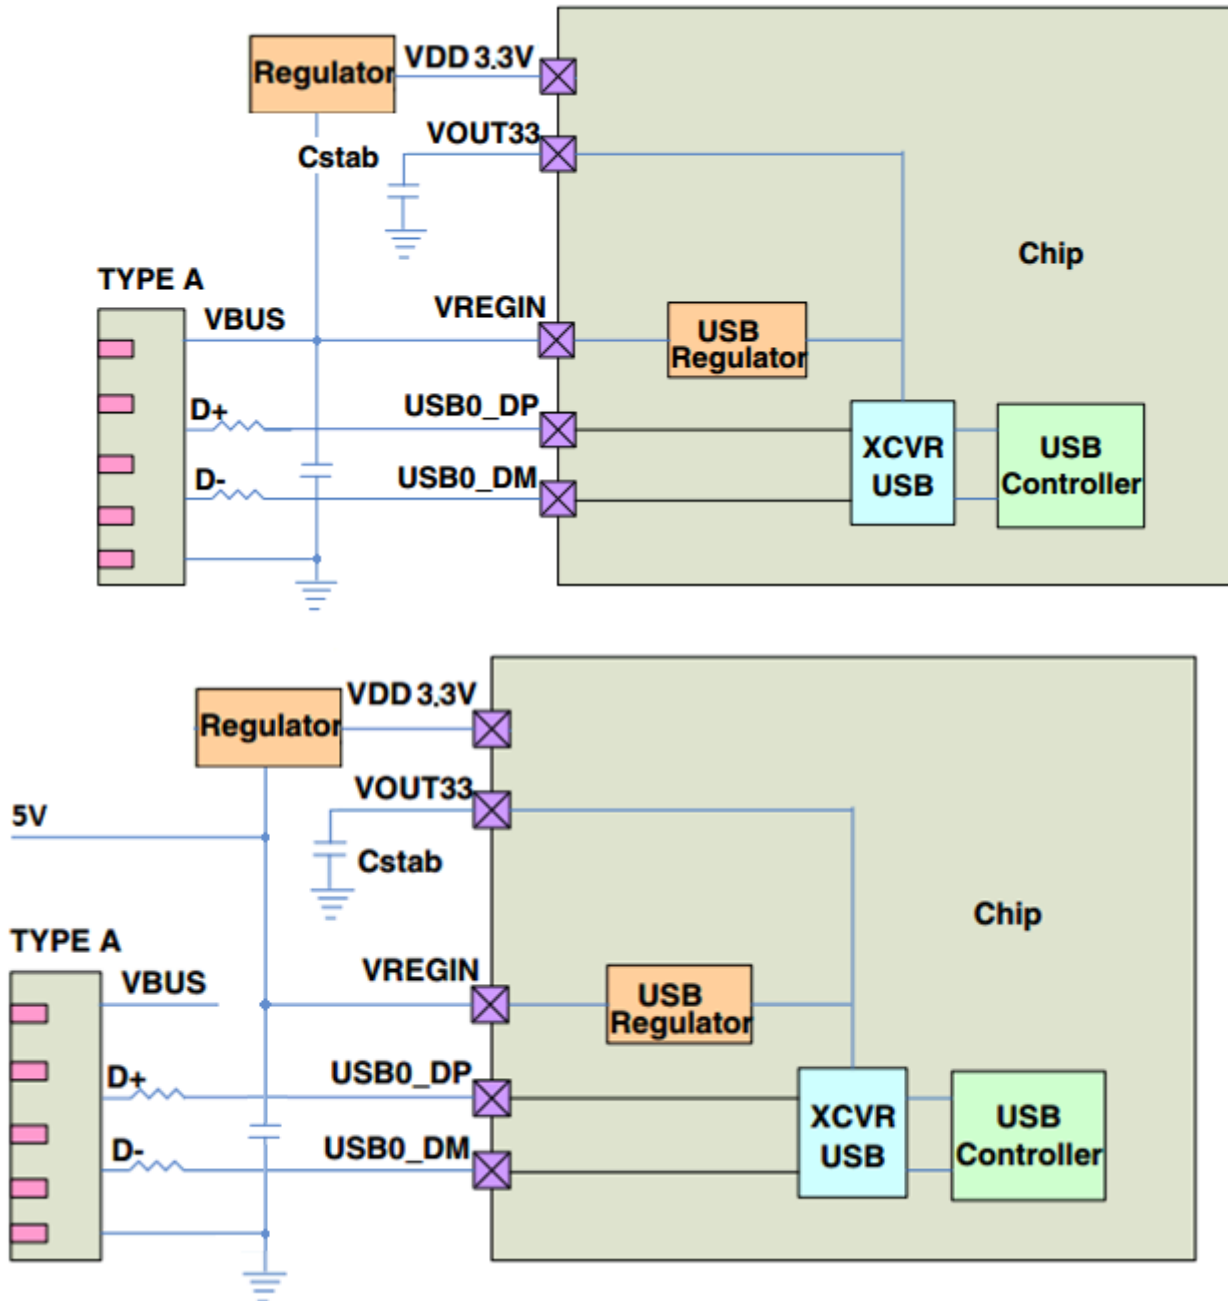 Regulator
VDD 3.3V
VOUT33
Cstab
Chip
TYPE A
VBUS
VREGIN
USB
Regulator
D+
USB0_DP
XCVR
USB
USB
Controller
D-
USB0_DM
Regulator
VDD 3.3V
VOUT33
5V
Cstab
Chip
TYPE A
VBUS
VREGIN
USB
Regulator
D+
USB0_DP
XCVR
USB
USB
Controller
D-
USB0_DM